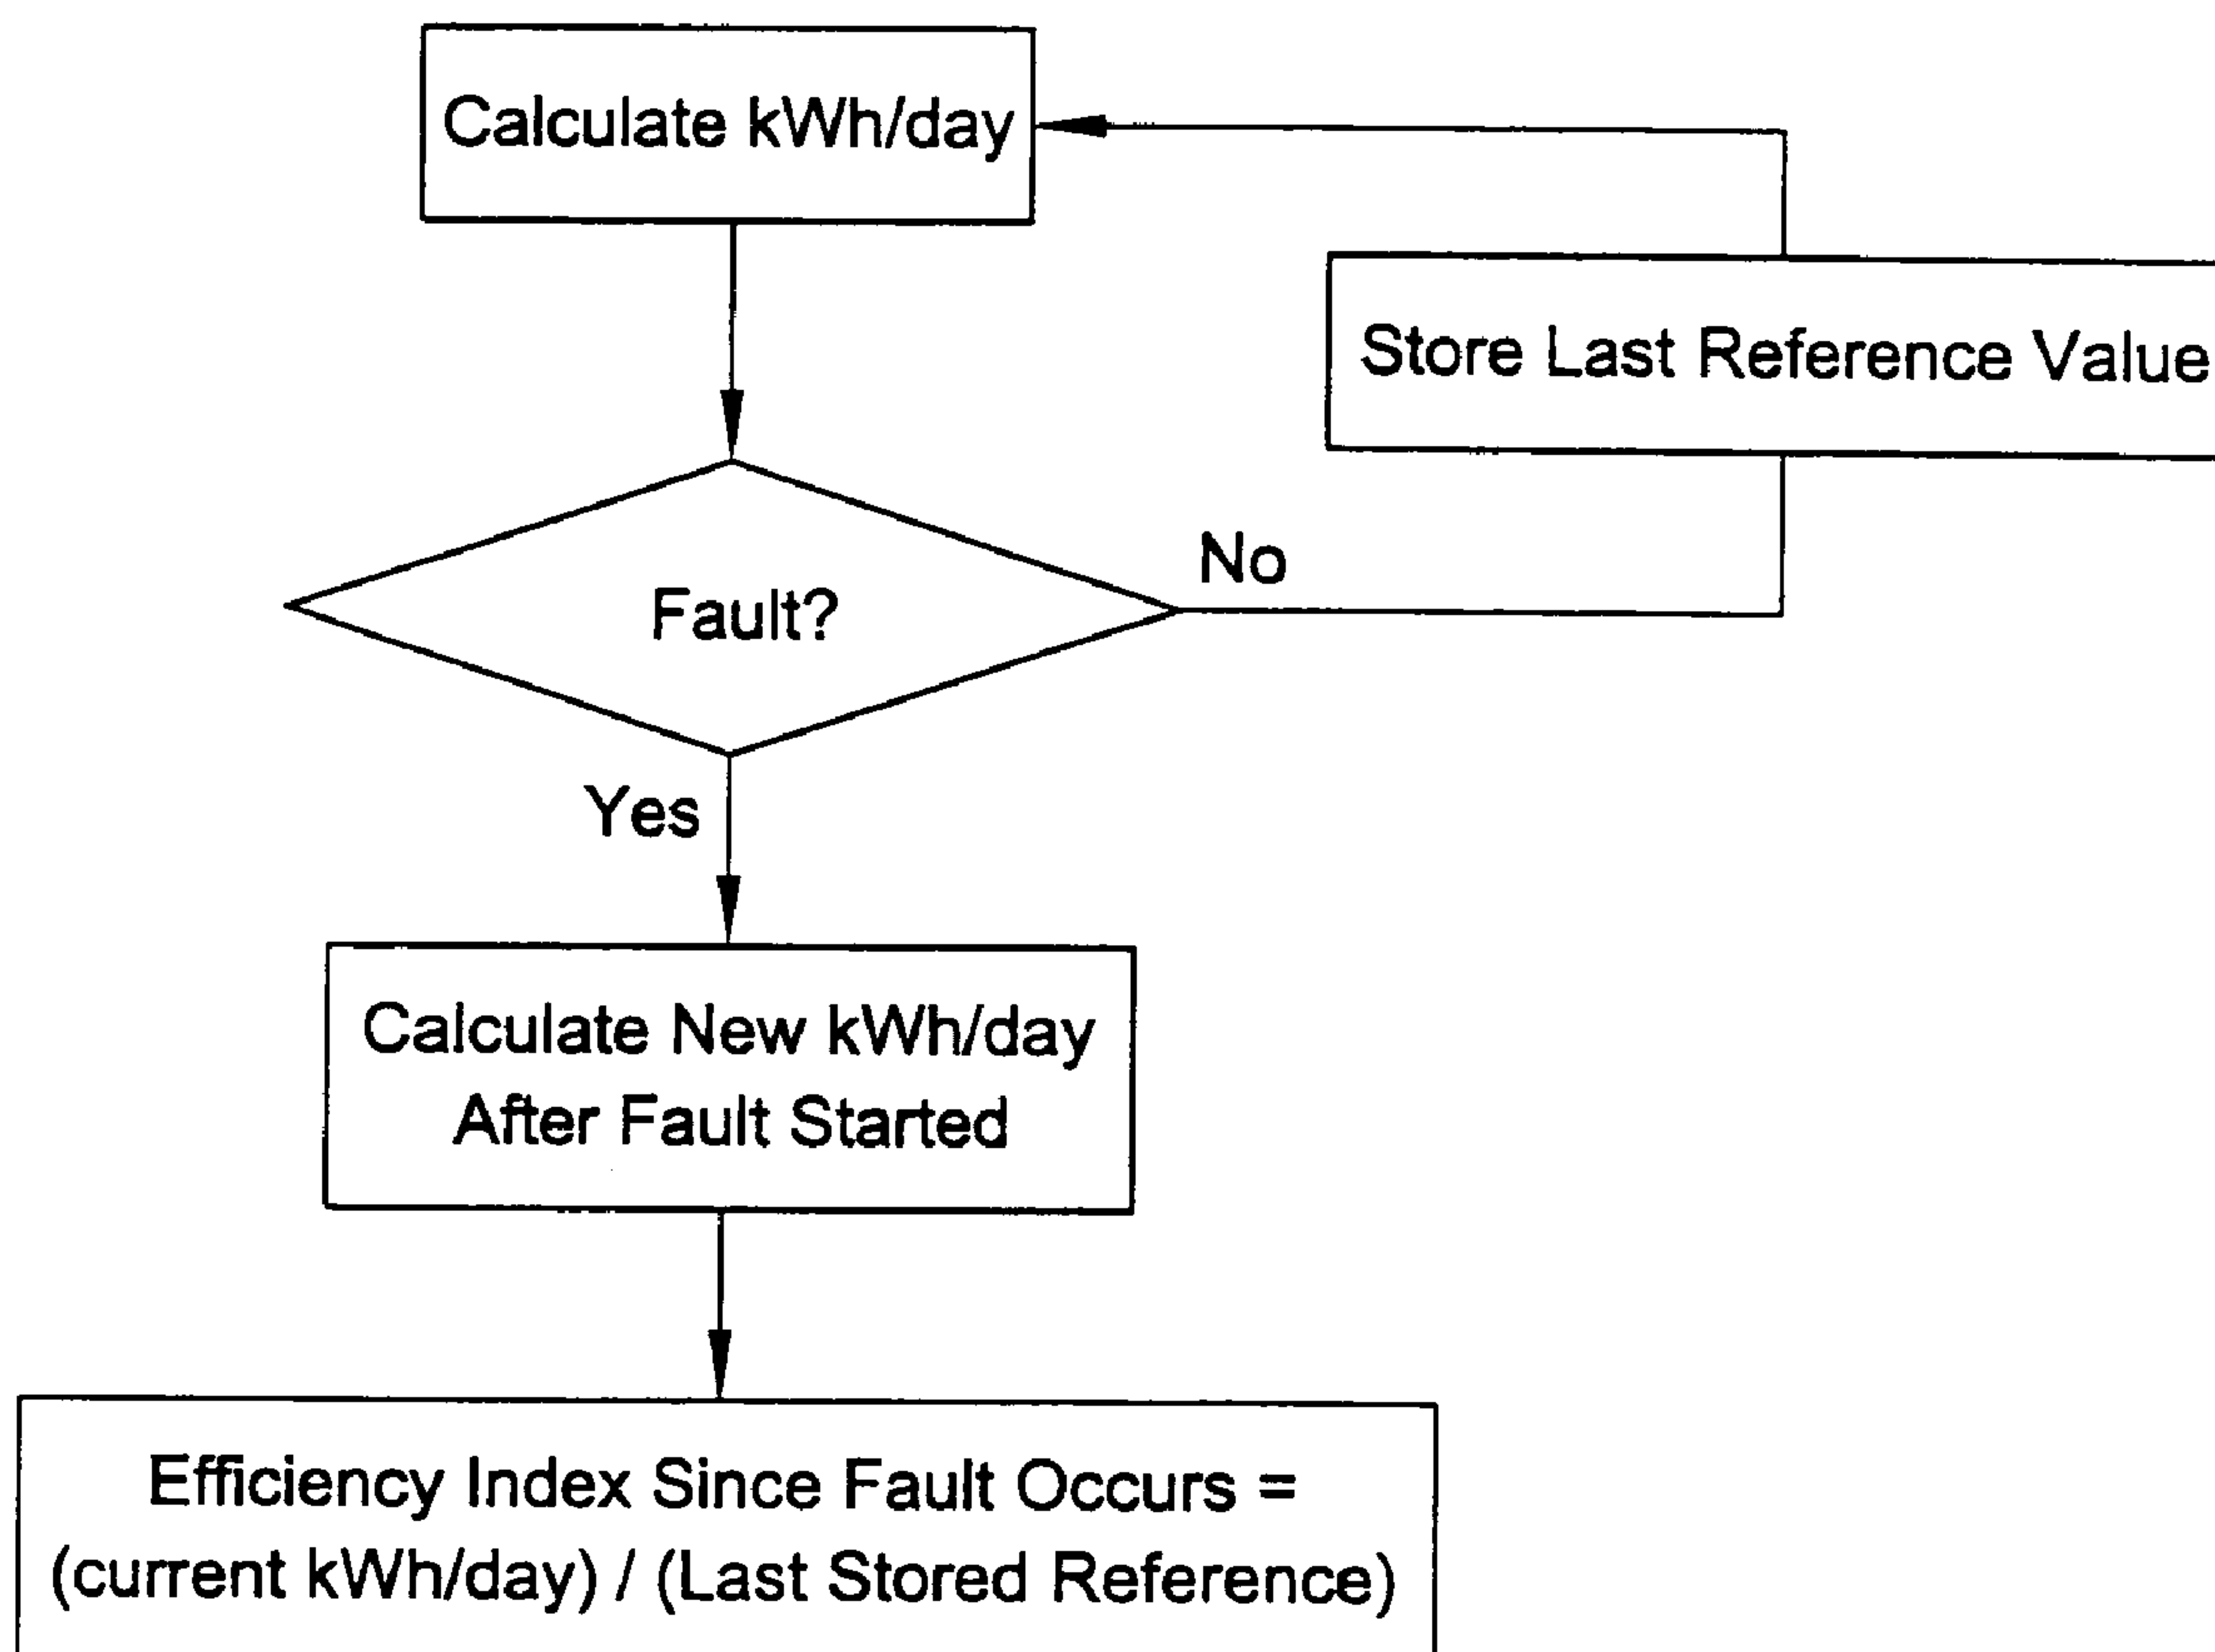 Calculate kWh/day
Store Last Reference Value
Fault?
No
Yes
Calculate New kWh/day
After Fault Started
Efficiency Index Since Fault Occurs =
(current kWh/day) / (Last Stored Reference)